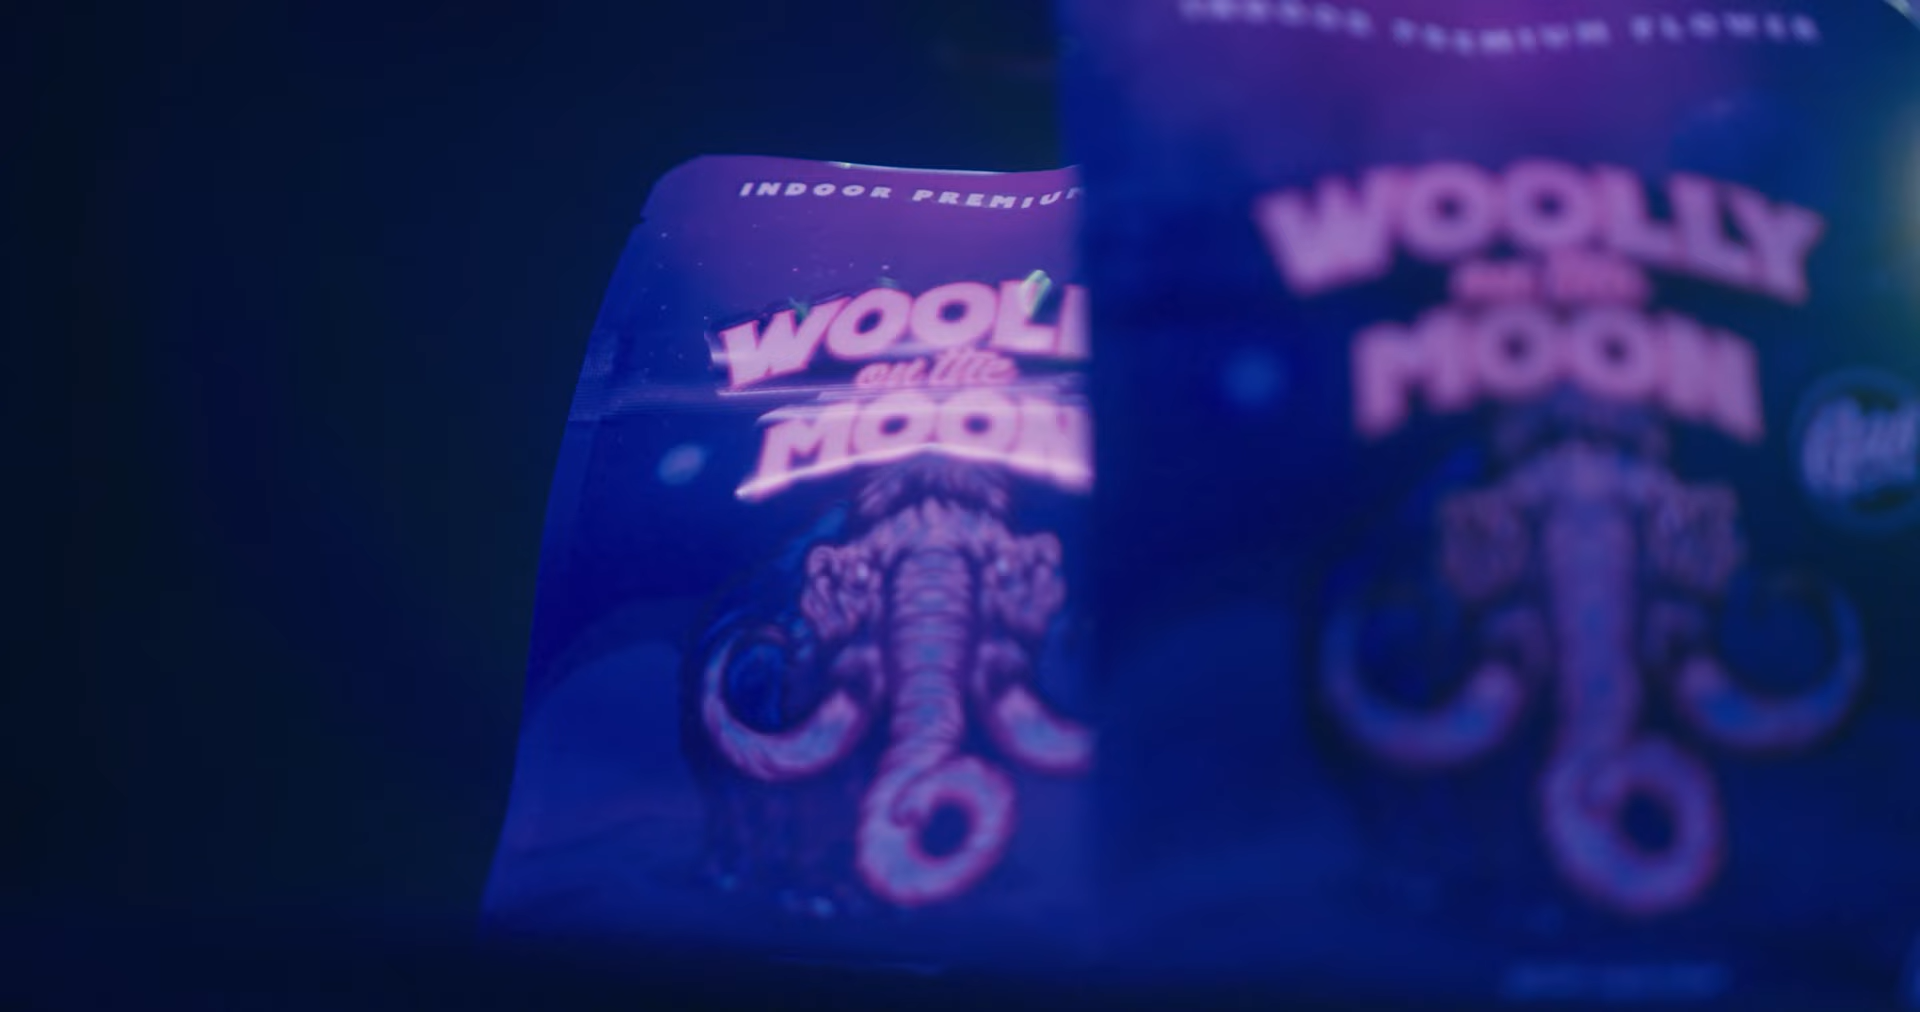 INDOOR PREMIUM
WOOLL
on the
MOON
INDOOR PREMIUM FLOWER
WOOLLY
on the
MOON